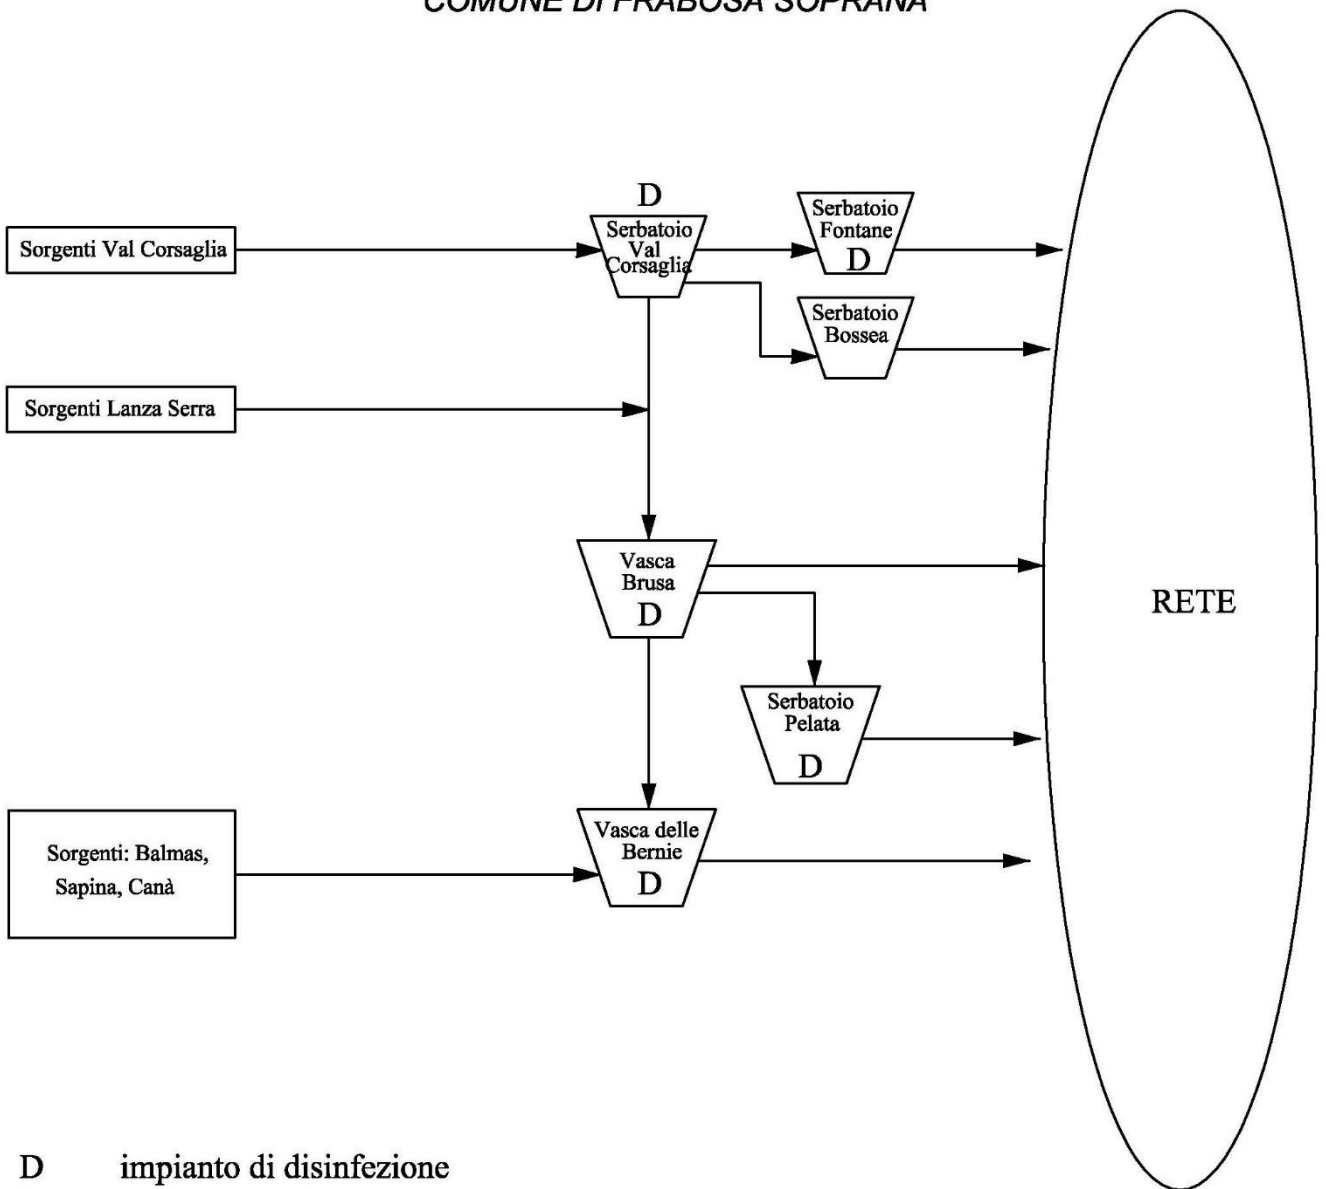 COMUNE DI FRABOSA SOPRANA
D
Serbatoio
Val
Corsaglia
Serbatoio
Fontane
D
Sorgenti Val Corsaglia
Serbatoio
Bossea
Sorgenti Lanza Serra
Vasca
Brusa
D
RETE
Serbatoio
Pelata
D
Sorgenti: Balmas,
Sapina, Canà
Vasca delle
Bernie
D
D impianto di disinfezione